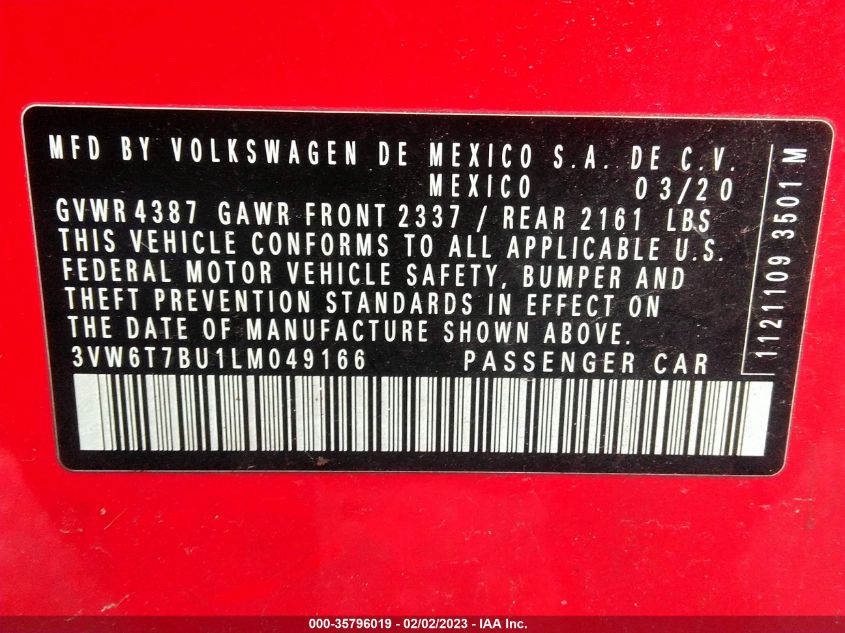 MFD BY VOLKSWAGEN DE MEXICO S.A. DE C.V.
MEXICO 03/20
GVWR 4387 GAWR FRONT 2337 / REAR 2161 LBS
THIS VEHICLE CONFORMS TO ALL APPLICABLE U.S.
FEDERAL MOTOR VEHICLE SAFETY, BUMPER AND
THEFT PREVENTION STANDARDS IN EFFECT ON
THE DATE OF MANUFACTURE SHOWN ABOVE.
3VW6T7BU1LM049166 PASSENGER CAR
1121109 3501 M
000-35796019 - 02/02/2023 - IAA Inc.